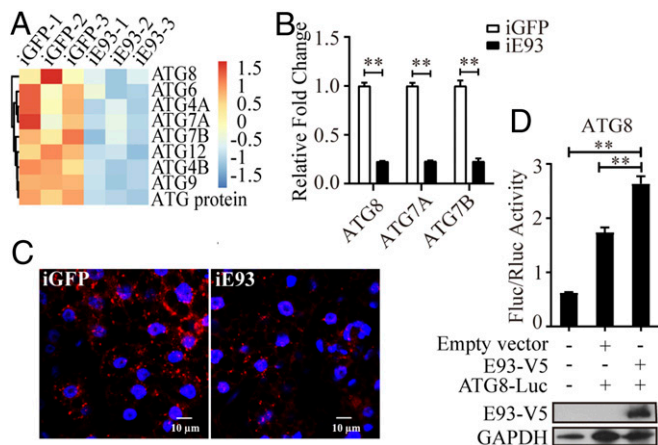 A
iGFP-1 iGFP-2 iGFP-3 iE93-1 iE93-2 iE93-3
ATG8
ATG6
ATG4A
ATG7A
ATG7B
ATG12
ATG4B
ATG9
ATG protein
1.5
1
0.5
0
-0.5
-1
-1.5
B
iGFP
iE93
Relative Fold Change
1.5
1.0
0.5
0.0
** ** **
ATG8 ATG7A ATG7B
C
iGFP iE93
10 µm 10 µm
D
ATG8
**
**
Fluc/Rluc Activity
3
2
1
0
Empty vector - + -
E93-V5 - - +
ATG8-Luc - + +
E93-V5
GAPDH